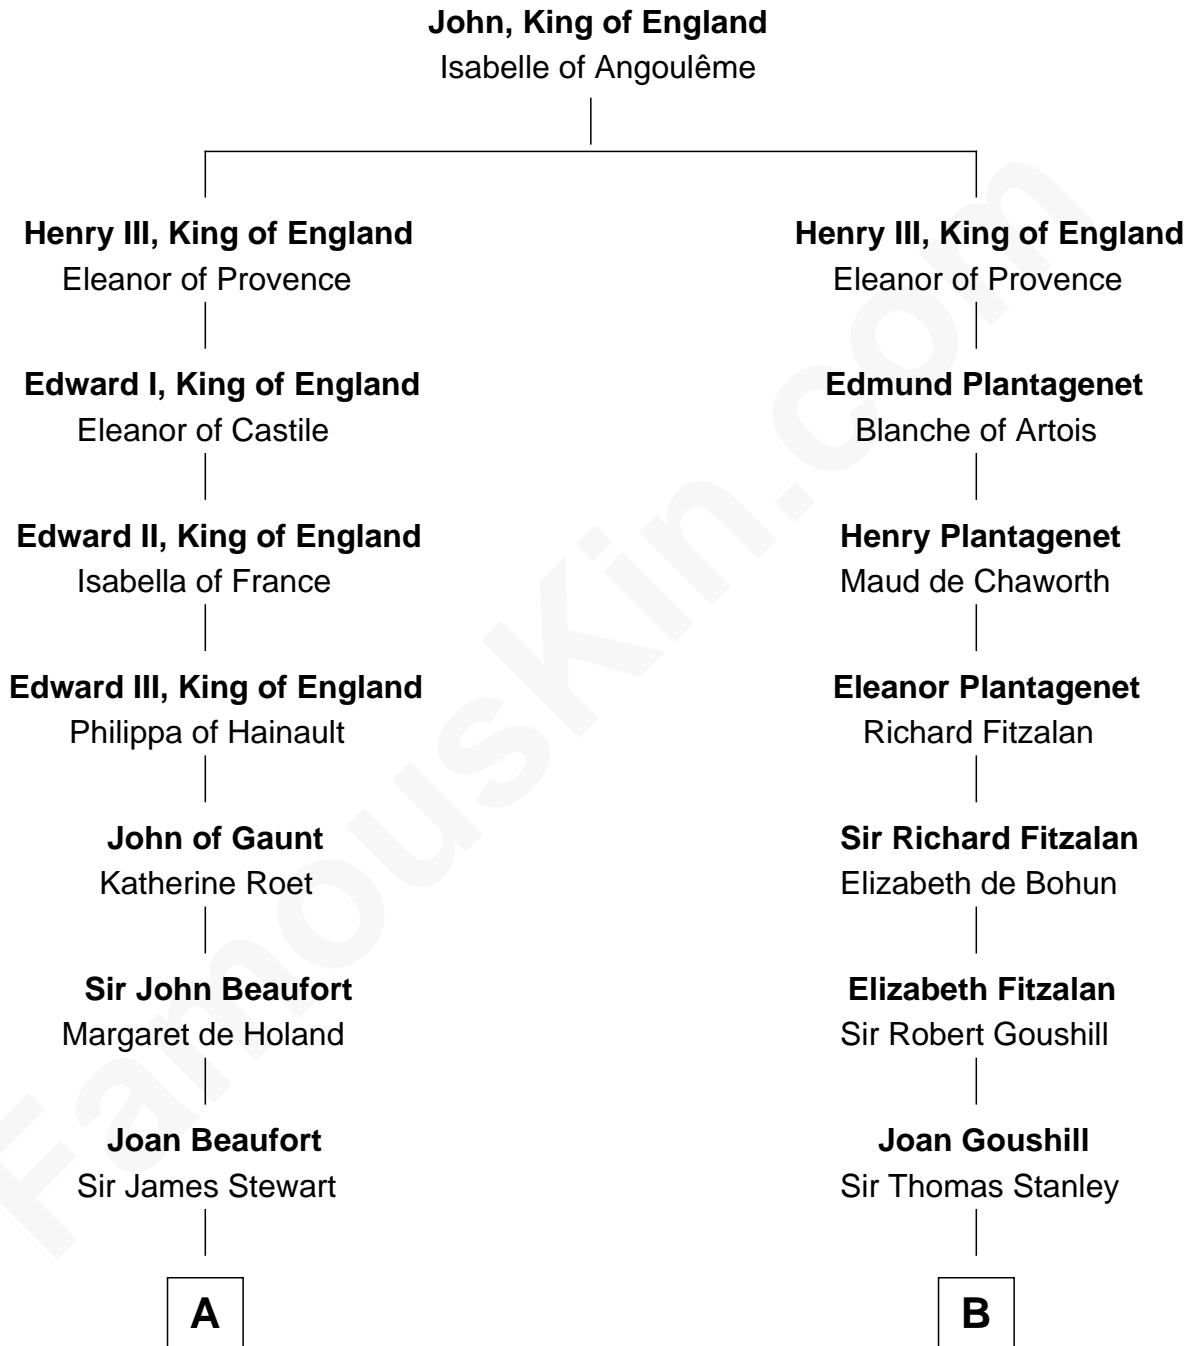 John, King of England
Isabelle of Angoulême
Henry III, King of England
Eleanor of Provence
Henry III, King of England
Eleanor of Provence
Edward I, King of England
Eleanor of Castile
Edmund Plantagenet
Blanche of Artois
Edward II, King of England
Isabella of France
Henry Plantagenet
Maud de Chaworth
Edward III, King of England
Philippa of Hainault
Eleanor Plantagenet
Richard Fitzalan
John of Gaunt
Katherine Roet
Sir Richard Fitzalan
Elizabeth de Bohun
Sir John Beaufort
Margaret de Holand
Elizabeth Fitzalan
Sir Robert Goushill
Joan Beaufort
Sir James Stewart
Joan Goushill
Sir Thomas Stanley
A
B
FamousKin.com